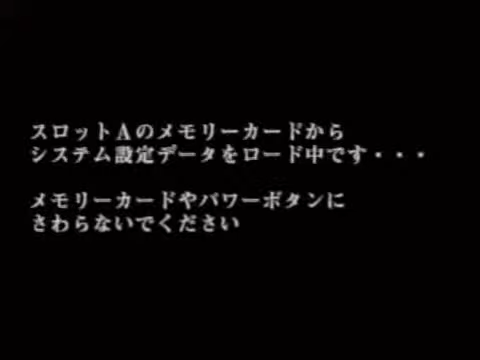 スロットAのメモリーカードから
システム設定データをロード中です・・・
メモリーカードやパワーボタンに
さわらないでください